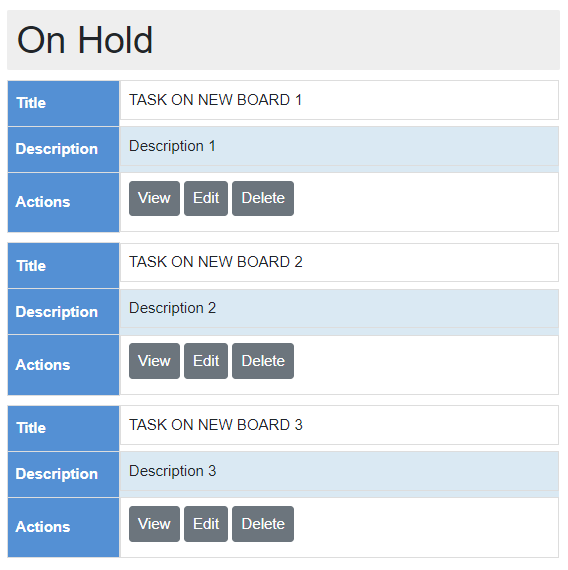 On Hold
Title TASK ON NEW BOARD 1
Description Description 1
Actions View Edit Delete
Title TASK ON NEW BOARD 2
Description Description 2
Actions View Edit Delete
Title TASK ON NEW BOARD 3
Description Description 3
Actions View Edit Delete